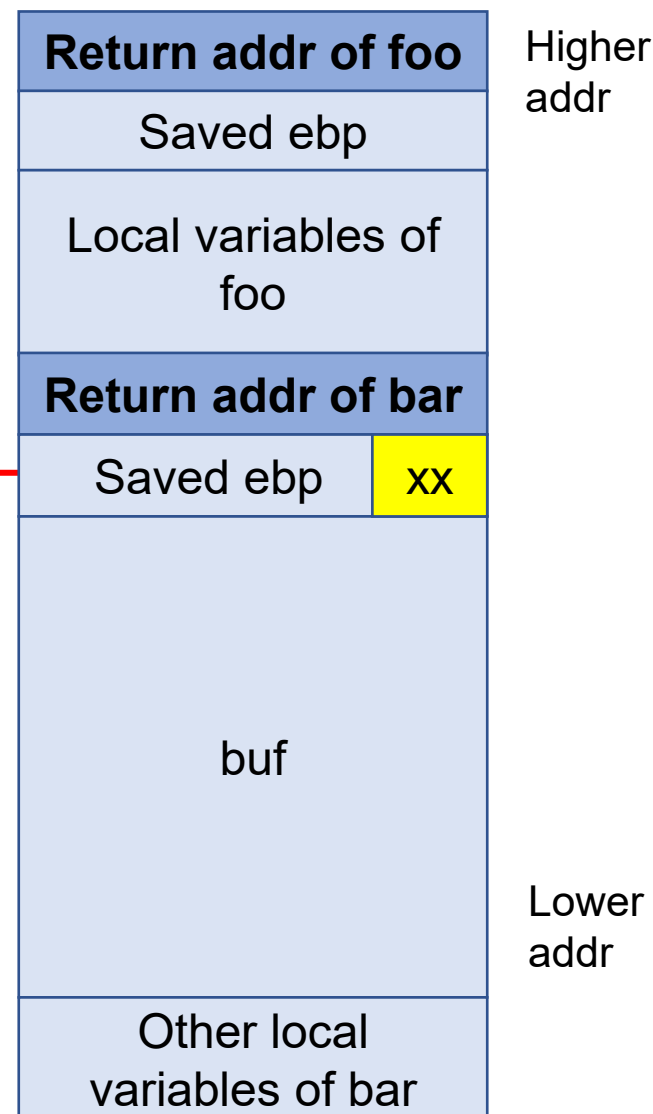 Return addr of foo
Higher
addr
Saved ebp
Local variables of
foo
Return addr of bar
Saved ebp
xx
buf
Lower
addr
Other local
variables of bar